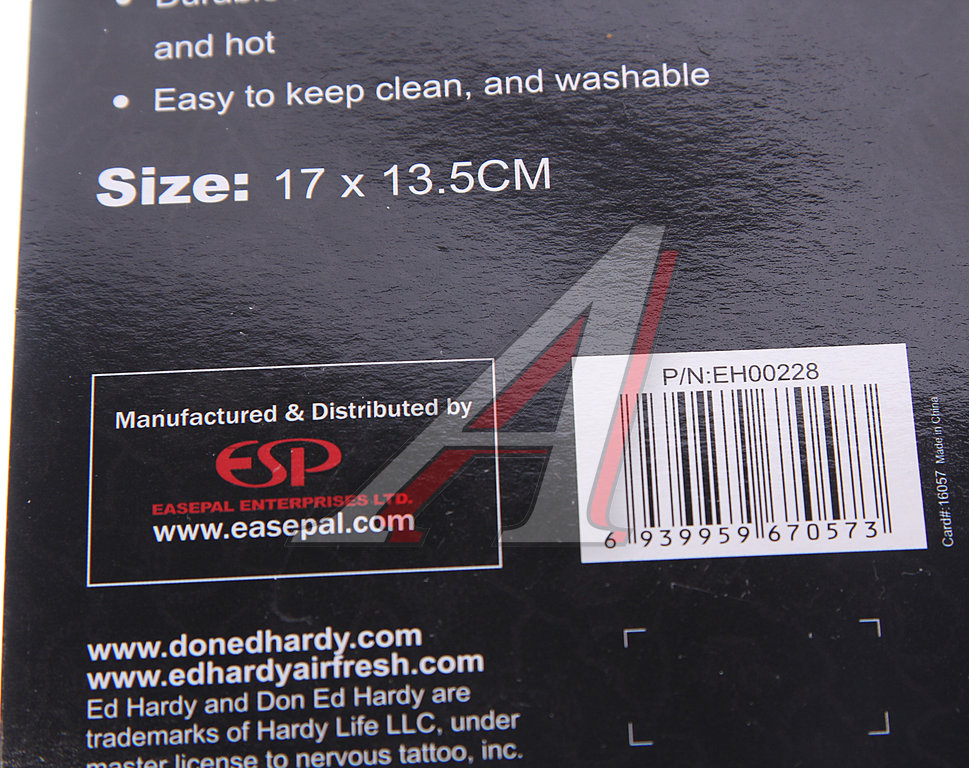 Durable
and hot
• Easy to keep clean, and washable
Size: 17 x 13.5CM
Manufactured & Distributed by
ESP
EASEPAL ENTERPRISES LTD.
www.easepal.com
P/N:EH00228
6 939959 670573
Card#: 16057 Made in China
www.donedhardy.com
www.edhardyairfresh.com
Ed Hardy and Don Ed Hardy are
trademarks of Hardy Life LLC, under
master license to nervous tattoo, inc.